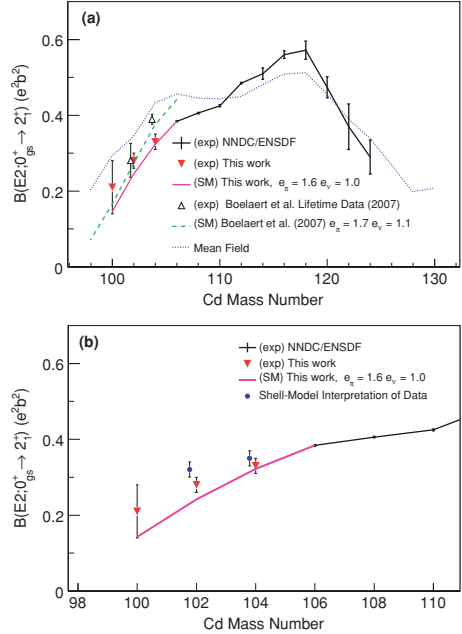 (a)
0.6
0.4
0.2
0
B(E2;0⁺gs → 2⁺1) (e²b²)
(exp) NNDC/ENSDF
(exp) This work
(SM) This work, eπ = 1.6 eν = 1.0
(exp) Boelaert et al. Lifetime Data (2007)
(SM) Boelaert et al. (2007) eπ = 1.7 eν = 1.1
Mean Field
100 110 120 130
Cd Mass Number
(b)
0.6
0.4
0.2
0
B(E2;0⁺gs → 2⁺1) (e²b²)
(exp) NNDC/ENSDF
(exp) This work
(SM) This work, eπ = 1.6 eν = 1.0
Shell-Model Interpretation of Data
98 100 102 104 106 108 110
Cd Mass Number